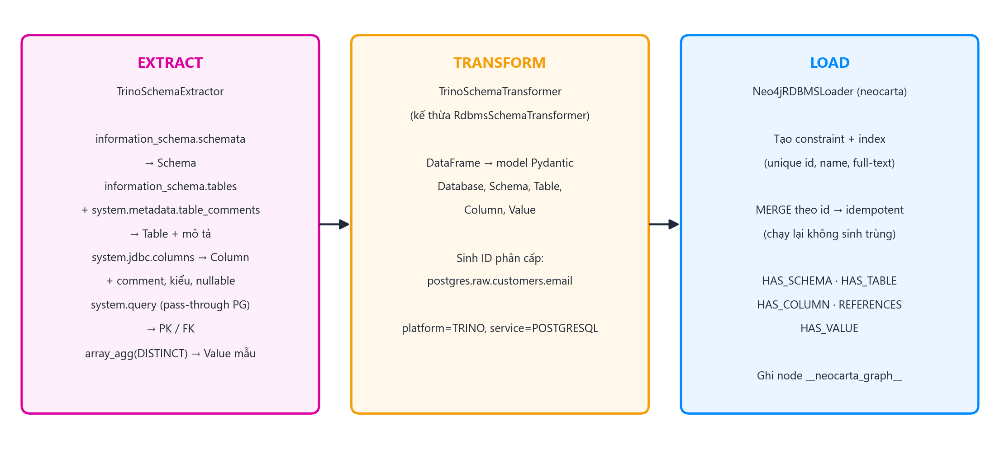 EXTRACT
TrinoSchemaExtractor
information_schema.schemata
→ Schema
information_schema.tables
+ system.metadata.table_comments
→ Table + mô tả
system.jdbc.columns → Column
+ comment, kiểu, nullable
system.query (pass-through PG)
→ PK / FK
array_agg(DISTINCT) → Value mẫu
TRANSFORM
TrinoSchemaTransformer
(kế thừa RdbmsSchemaTransformer)
DataFrame → model Pydantic
Database, Schema, Table,
Column, Value
Sinh ID phân cấp:
postgres.raw.customers.email
platform=TRINO, service=POSTGRESQL
LOAD
Neo4jRDBMSLoader (neocarta)
Tạo constraint + index
(unique id, name, full-text)
MERGE theo id → idempotent
(chạy lại không sinh trùng)
HAS_SCHEMA · HAS_TABLE
HAS_COLUMN · REFERENCES
HAS_VALUE
Ghi node __neocarta_graph__